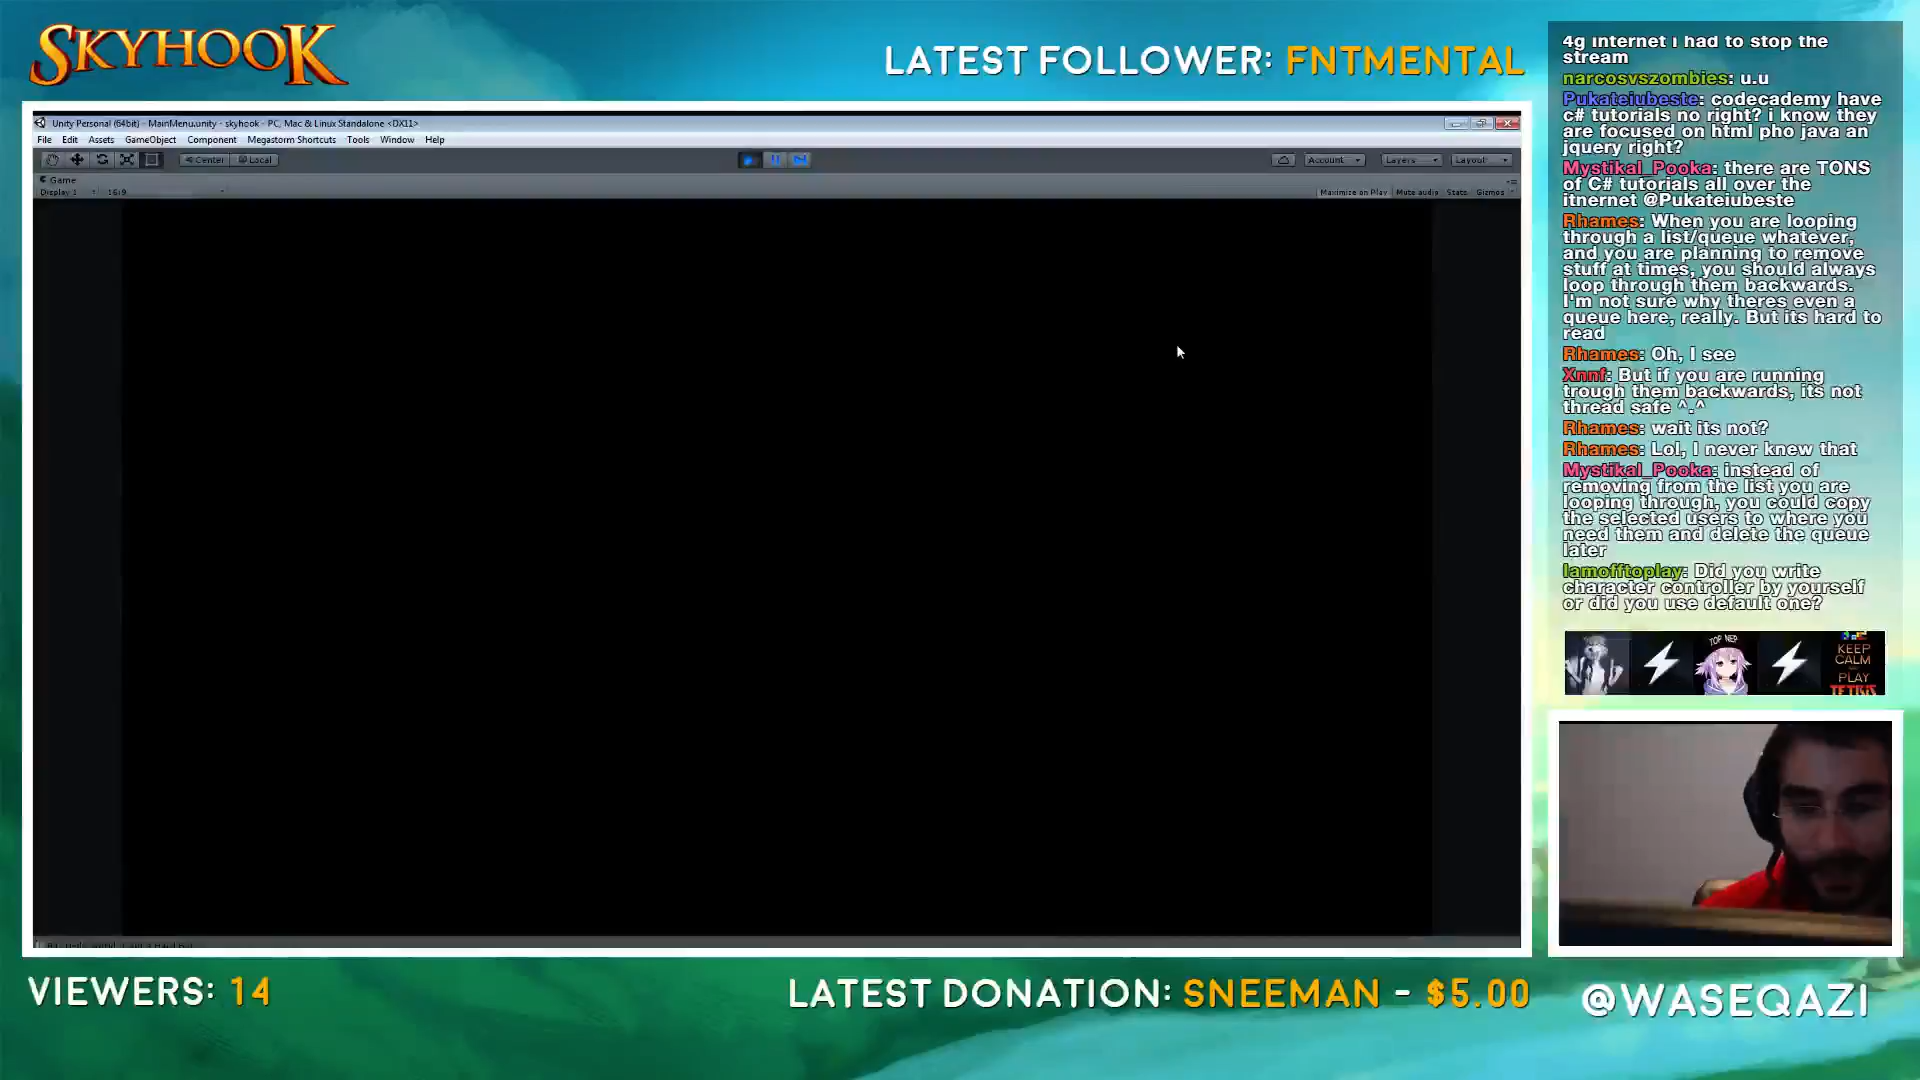 SKYHOOK
LATEST FOLLOWER: FNTMENTAL
Unity Personal (64bit) - MainMenu.unity - skyhook - PC, Mac & Linux Standalone <DX11>
File Edit Assets GameObject Component Megastorm Shortcuts Tools Window Help
Center Local Account Layers Layout
Game
Display 1 16:9 Maximise on Play Mute audio Stats Gizmos
4g internet i had to stop the
stream
narcosvszombies: u.u
Pukateiubeste: codecademy have
c# tutorials no right? i know they
are focused on html pho java an
jquery right?
Mystikal_Pooka: there are TONS
of C# tutorials all over the
itnernet @Pukateiubeste
Rhames: When you are looping
through a list/queue whatever,
and you are planning to remove
stuff at times, you should always
loop through them backwards.
I'm not sure why theres even a
queue here, really. But its hard to
read
Rhames: Oh, I see
Xnnf: But if you are running
trough them backwards, its not
thread safe ^.^
Rhames: wait its not?
Rhames: Lol, I never knew that
Mystikal_Pooka: instead of
removing from the list you are
looping through, you could copy
the selected users to where you
need them and delete the queue
later
Iamofftoplay: Did you write
character controller by yourself
or did you use default one?
TOP NEP
KEEP
CALM
PLAY
TETRIS
VIEWERS: 14
LATEST DONATION: SNEEMAN - $5.00
@WASEQAZI